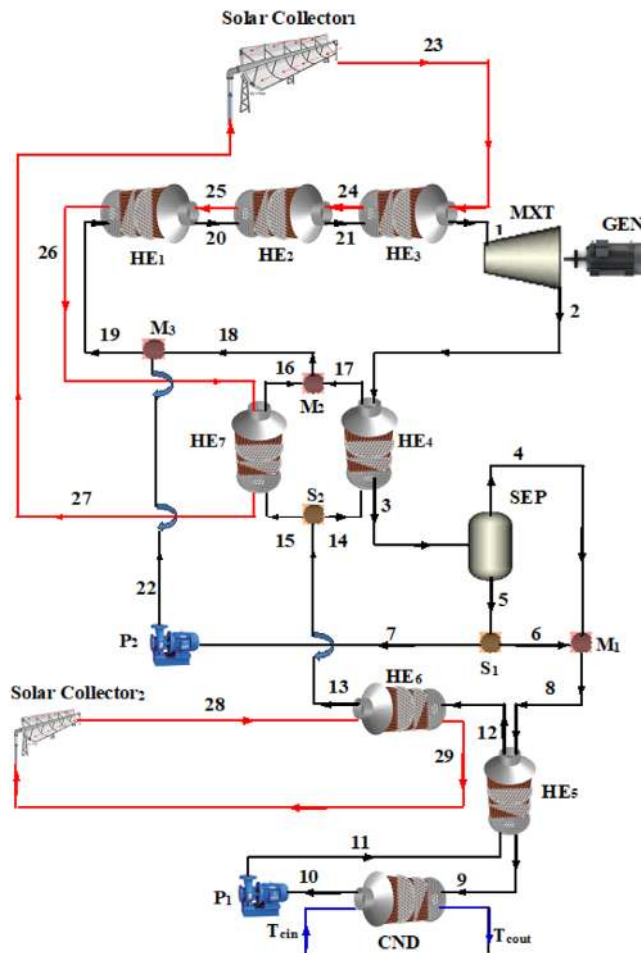 Solar Collector1
23
25
24
MXT
GEN
26
20
21
1
HE1
HE2
HE3
2
19
M3
18
16
17
M2
HE7
HE4
4
S2
3
SEP
27
15
14
5
22
P2
7
6
S1
M1
13
HE6
8
Solar Collector2
28
12
29
HE5
11
P1
10
9
Tcin
CND
Tcout